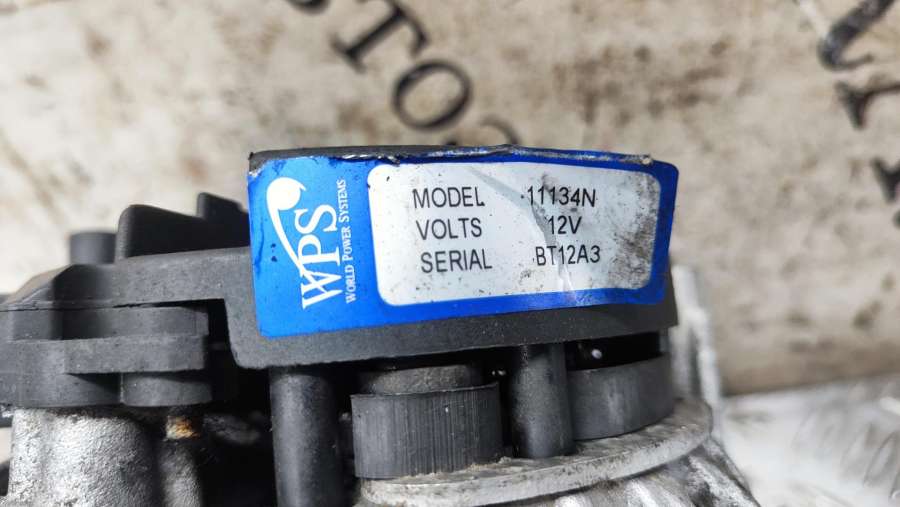 WPS
WORLD POWER SYSTEMS
MODEL 11134N
VOLTS 12V
SERIAL BT12A3